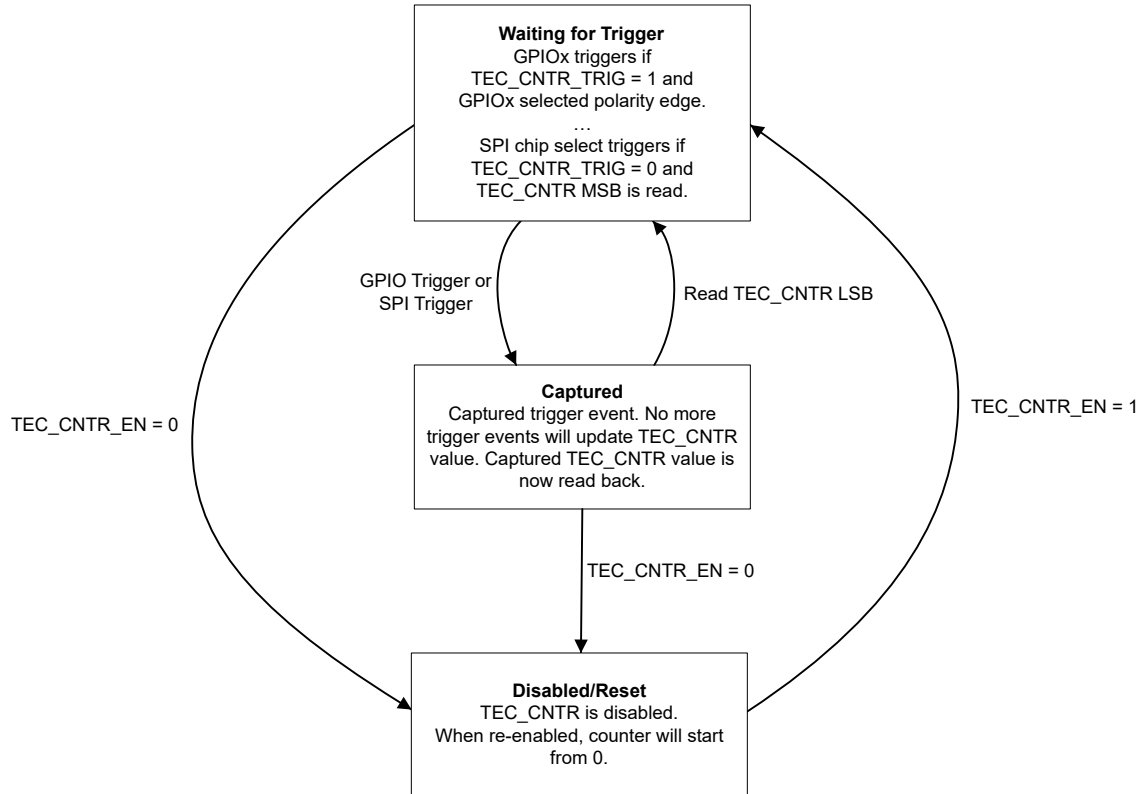 Waiting for Trigger
GPIOx triggers if
TEC_CNTR_TRIG = 1 and
GPIOx selected polarity edge.
…
SPI chip select triggers if
TEC_CNTR_TRIG = 0 and
TEC_CNTR MSB is read.
GPIO Trigger or
SPI Trigger
Read TEC_CNTR LSB
Captured
Captured trigger event. No more
trigger events will update TEC_CNTR
value. Captured TEC_CNTR value is
now read back.
TEC_CNTR_EN = 0
TEC_CNTR_EN = 1
TEC_CNTR_EN = 0
Disabled/Reset
TEC_CNTR is disabled.
When re-enabled, counter will start
from 0.